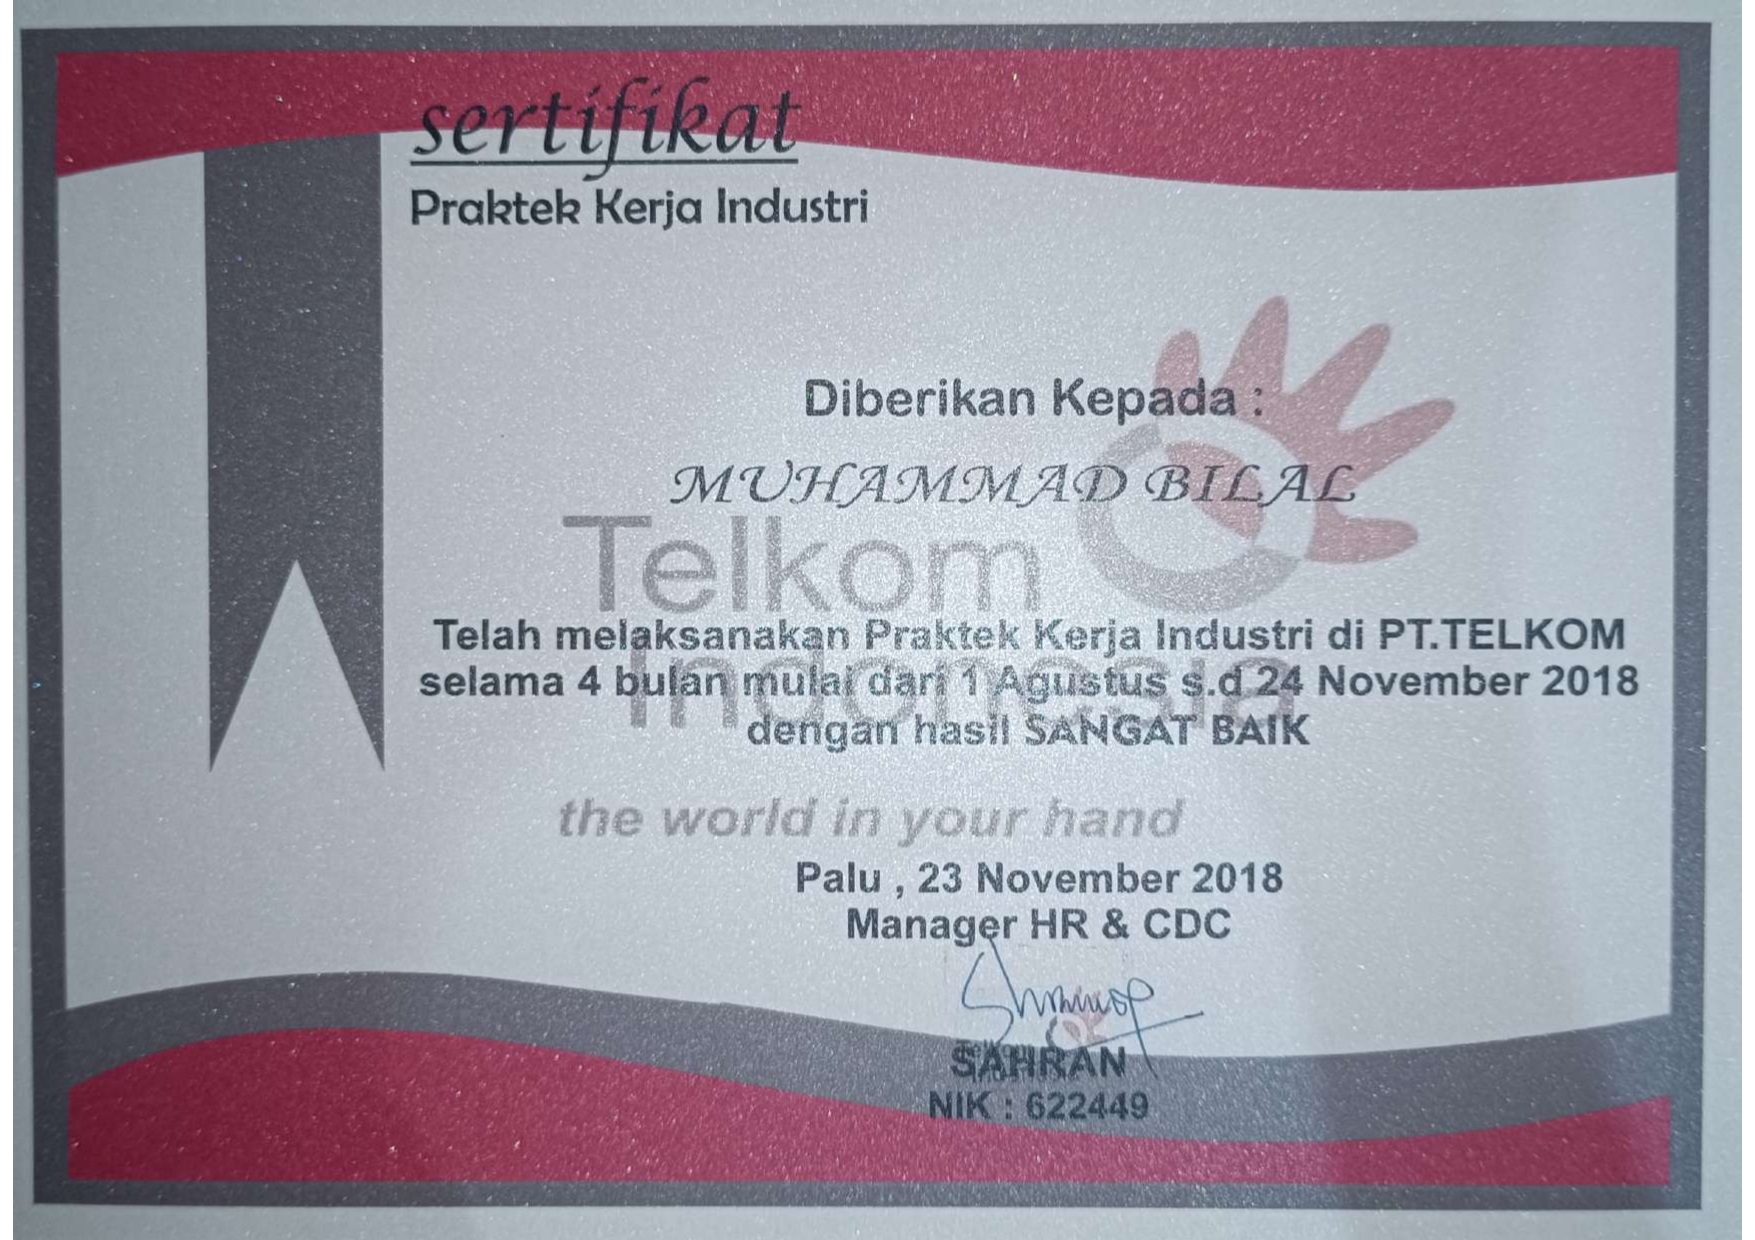 sertifikat
Praktek Kerja Industri
Diberikan Kepada :
MUHAMMAD BILAL
Telkom
Indonesia
Telah melaksanakan Praktek Kerja Industri di PT.TELKOM
selama 4 bulan mulai dari 1 Agustus s.d 24 November 2018
dengan hasil SANGAT BAIK
the world in your hand
Palu , 23 November 2018
Manager HR & CDC
SAHRAN
NIK : 622449